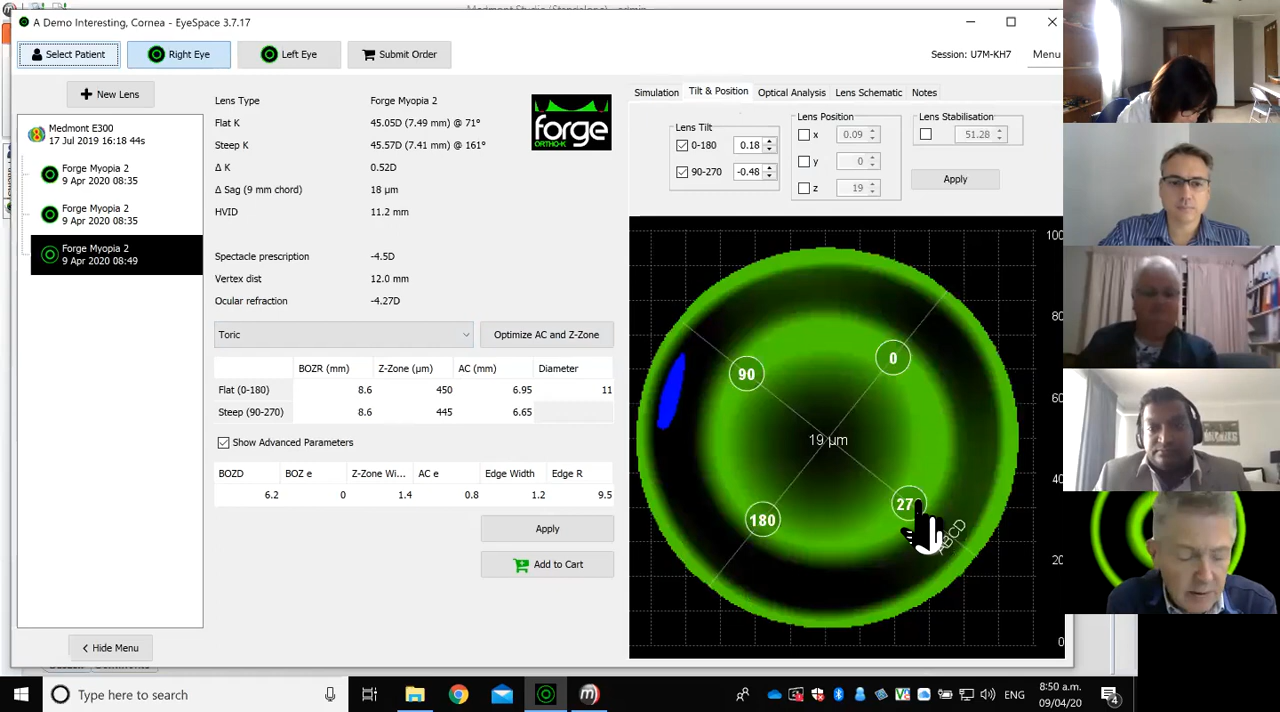 Medmont Studio (Standalone) - admin
A Demo Interesting, Cornea - EyeSpace 3.7.17
Select Patient
Right Eye
Left Eye
Submit Order
Session: U7M-KH7
Menu
New Lens
Medmont E300
17 Jul 2019 16:18 44s
Forge Myopia 2
9 Apr 2020 08:35
Forge Myopia 2
9 Apr 2020 08:35
Forge Myopia 2
9 Apr 2020 08:49
Hide Menu
Lens Type Forge Myopia 2
Flat K 45.05D (7.49 mm) @ 71°
Steep K 45.57D (7.41 mm) @ 161°
Δ K 0.52D
Δ Sag (9 mm chord) 18 µm
HVID 11.2 mm
Spectacle prescription -4.5D
Vertex dist 12.0 mm
Ocular refraction -4.27D
forge
ORTHO-K
Toric
Optimize AC and Z-Zone
BOZR (mm) Z-Zone (µm) AC (mm) Diameter
Flat (0-180) 8.6 450 6.95 11
Steep (90-270) 8.6 445 6.65
Show Advanced Parameters
BOZD BOZ e Z-Zone Wi... AC e Edge Width Edge R
6.2 0 1.4 0.8 1.2 9.5
Apply
Add to Cart
Simulation Tilt & Position Optical Analysis Lens Schematic Notes
Lens Tilt
0-180 0.18
90-270 -0.48
Lens Position
x 0.09
y 0
z 19
Lens Stabilisation
51.28
Apply
100
80
60
40
20
0
0
90
19 µm
180
27
ABCD
Type here to search
ENG
8:50 a.m.
09/04/20
4